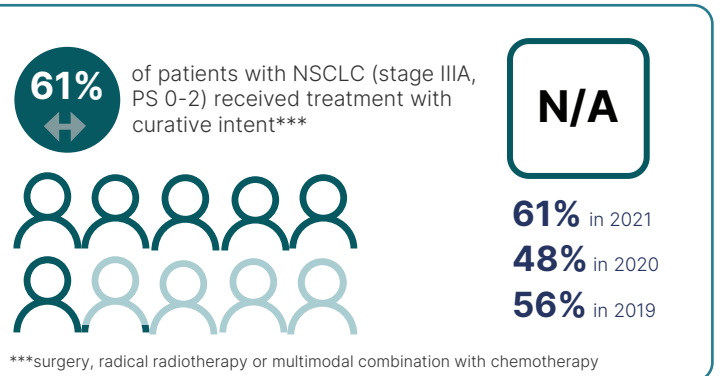 61%
of patients with NSCLC (stage IIIA,
PS 0-2) received treatment with
curative intent***
N/A
61% in 2021
48% in 2020
56% in 2019
***surgery, radical radiotherapy or multimodal combination with chemotherapy